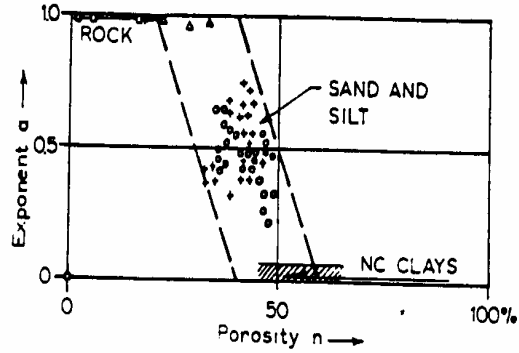 1.0
ROCK
SAND AND
SILT
0.5
Exponent a →
NC CLAYS
0
0
50
100%
Porosity n →